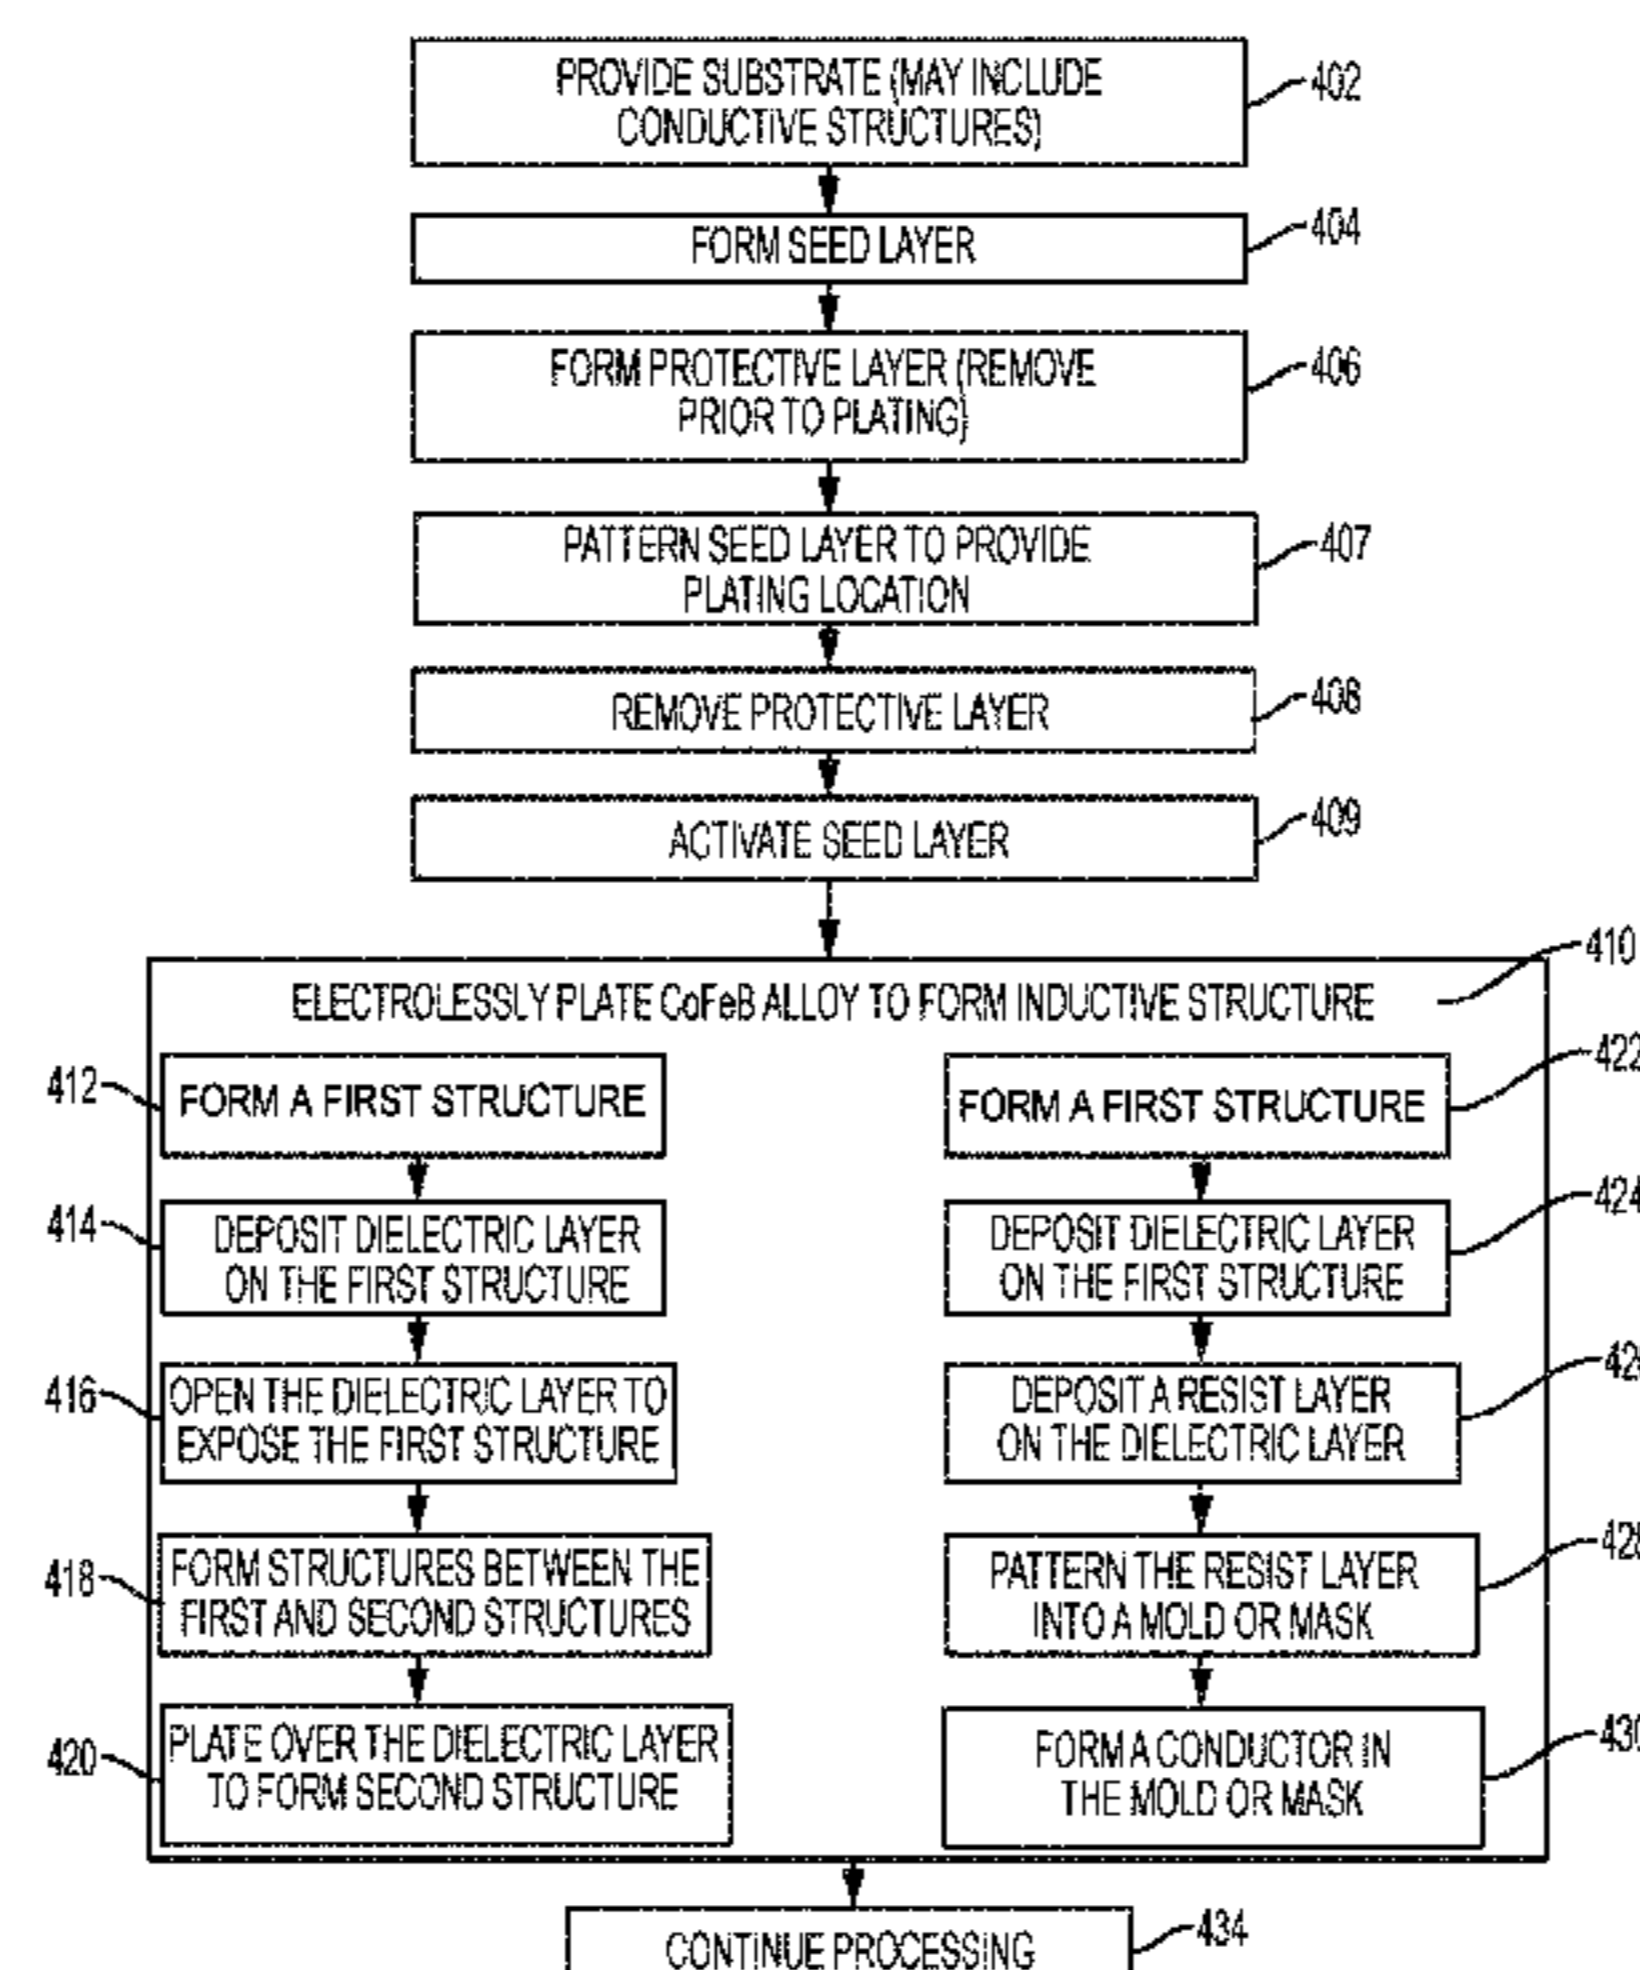 PROVIDE SUBSTRATE (MAY INCLUDE
CONDUCTIVE STRUCTURES)
402
FORM SEED LAYER
404
FORM PROTECTIVE LAYER (REMOVE
PRIOR TO PLATING)
406
PATTERN SEED LAYER TO PROVIDE
PLATING LOCATION
407
REMOVE PROTECTIVE LAYER
408
ACTIVATE SEED LAYER
409
410
ELECTROLESSLY PLATE CoFeB ALLOY TO FORM INDUCTIVE STRUCTURE
412
FORM A FIRST STRUCTURE
414
DEPOSIT DIELECTRIC LAYER
ON THE FIRST STRUCTURE
416
OPEN THE DIELECTRIC LAYER TO
EXPOSE THE FIRST STRUCTURE
418
FORM STRUCTURES BETWEEN THE
FIRST AND SECOND STRUCTURES
420
PLATE OVER THE DIELECTRIC LAYER
TO FORM SECOND STRUCTURE
422
FORM A FIRST STRUCTURE
424
DEPOSIT DIELECTRIC LAYER
ON THE FIRST STRUCTURE
DEPOSIT A RESIST LAYER
ON THE DIELECTRIC LAYER
428
PATTERN THE RESIST LAYER
INTO A MOLD OR MASK
430
FORM A CONDUCTOR IN
THE MOLD OR MASK
434
CONTINUE PROCESSING